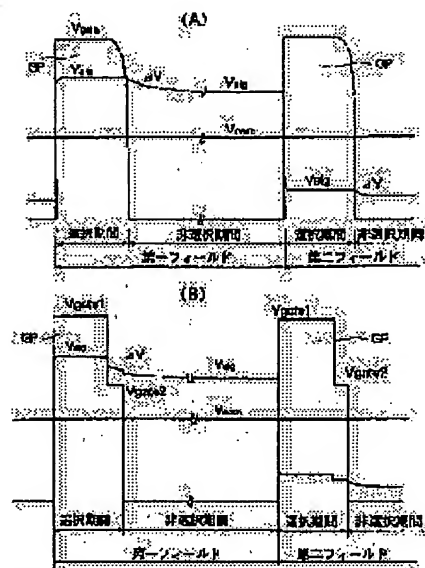 (A)
Vgate
GP
Vsig
ΔV
Vsig
Vcom
GP
Vsig
ΔV
選択期間
非選択期間
選択期間
非選択期間
第一フィールド
第二フィールド
(B)
Vgate1
GP
Vsig
ΔV
Vgate2
Vsig
Vcom
Vgate1
GP
Vgate2
選択期間
非選択期間
選択期間
非選択期間
第一フィールド
第二フィールド